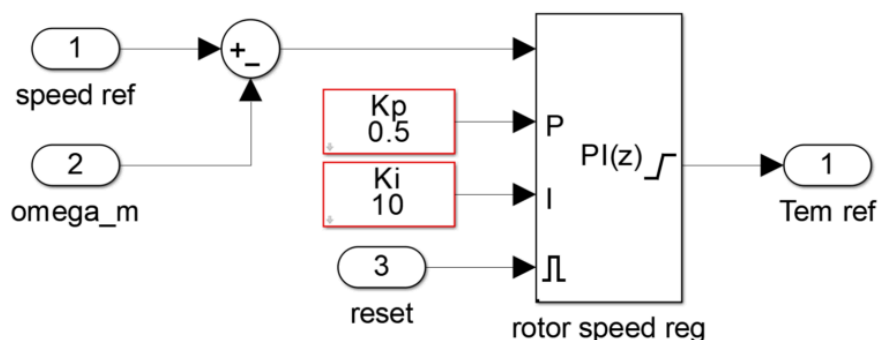 1
speed ref
+
–
2
omega_m
Kp
0.5
Ki
10
3
reset
P
I
PI(z)
rotor speed reg
1
Tem ref